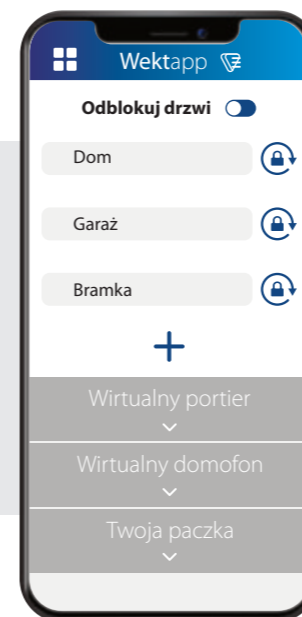 Wektapp
Odblokuj drzwi
Dom
Garaż
Bramka
Wirtualny portier
Wirtualny domofon
Twoja paczka